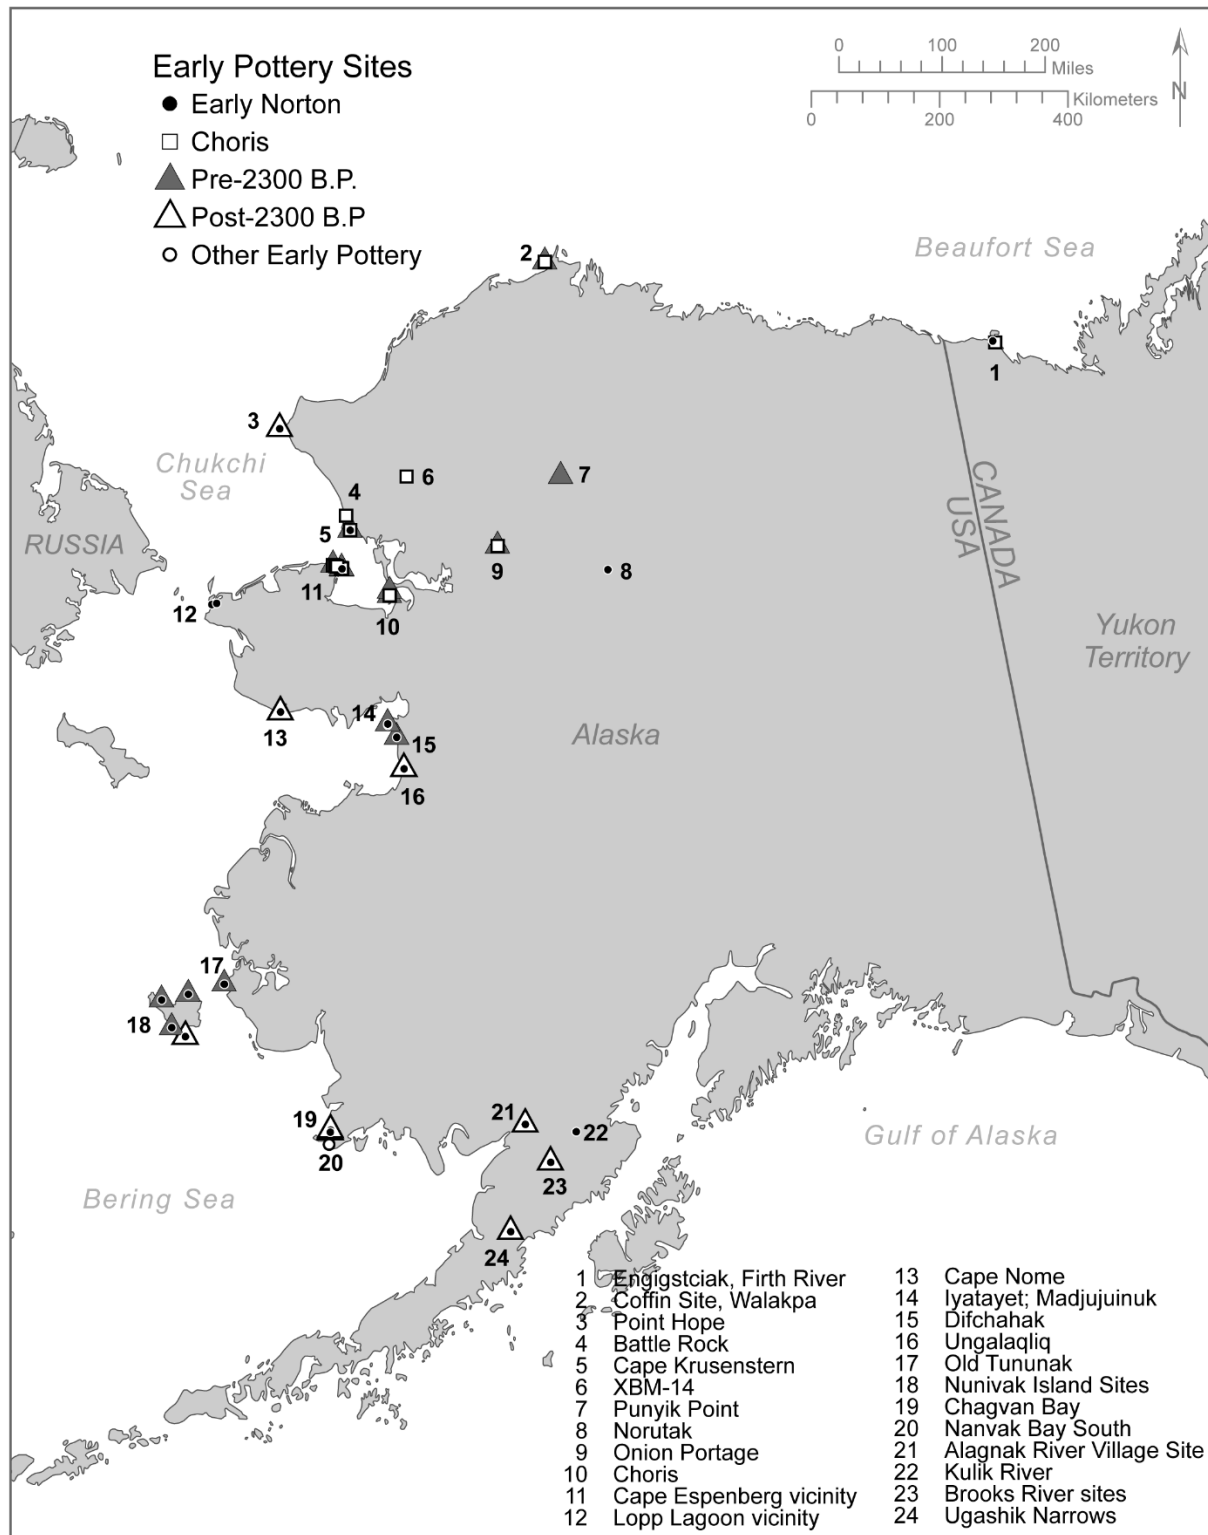 Early Pottery Sites
Early Norton
Choris
Pre-2300 B.P.
Post-2300 B.P
Other Early Pottery
0 100 200
Miles
Kilometers
0 200 400
N
Beaufort Sea
2
1
3
Chukchi
Sea
6
7
4
5
RUSSIA
CANADA
USA
9
8
11
12
10
Yukon
Territory
14
13
15
Alaska
16
17
18
19
20
21
22
23
24
Gulf of Alaska
Bering Sea
1 Engigstciak, Firth River
2 Coffin Site, Walakpa
3 Point Hope
4 Battle Rock
5 Cape Krusenstern
6 XBM-14
7 Punyik Point
8 Norutak
9 Onion Portage
10 Choris
11 Cape Espenberg vicinity
12 Lopp Lagoon vicinity
13 Cape Nome
14 Iyatayet; Madjujuinuk
15 Difchahak
16 Ungalaqliq
17 Old Tununak
18 Nunivak Island Sites
19 Chagvan Bay
20 Nanvak Bay South
21 Alagnak River Village Site
22 Kulik River
23 Brooks River sites
24 Ugashik Narrows